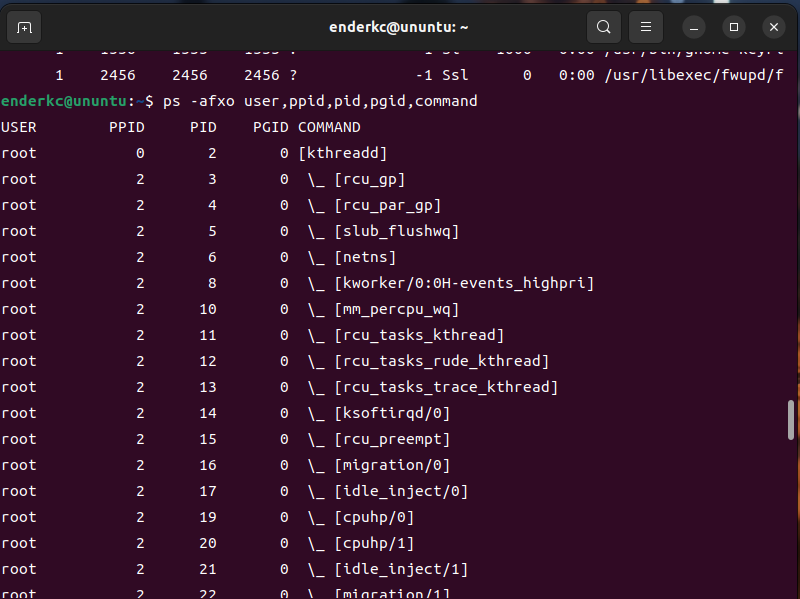 enderkc@ununtu: ~
1 2456 2456 2456 ? -1 Ssl 0 0:00 /usr/libexec/fwupd/f
enderkc@ununtu:~$ ps -afxo user,ppid,pid,pgid,command
USER PPID PID PGID COMMAND
root 0 2 0 [kthreadd]
root 2 3 0 \_ [rcu_gp]
root 2 4 0 \_ [rcu_par_gp]
root 2 5 0 \_ [slub_flushwq]
root 2 6 0 \_ [netns]
root 2 8 0 \_ [kworker/0:0H-events_highpri]
root 2 10 0 \_ [mm_percpu_wq]
root 2 11 0 \_ [rcu_tasks_kthread]
root 2 12 0 \_ [rcu_tasks_rude_kthread]
root 2 13 0 \_ [rcu_tasks_trace_kthread]
root 2 14 0 \_ [ksoftirqd/0]
root 2 15 0 \_ [rcu_preempt]
root 2 16 0 \_ [migration/0]
root 2 17 0 \_ [idle_inject/0]
root 2 19 0 \_ [cpuhp/0]
root 2 20 0 \_ [cpuhp/1]
root 2 21 0 \_ [idle_inject/1]
root 2 22 0 \_ [migration/1]